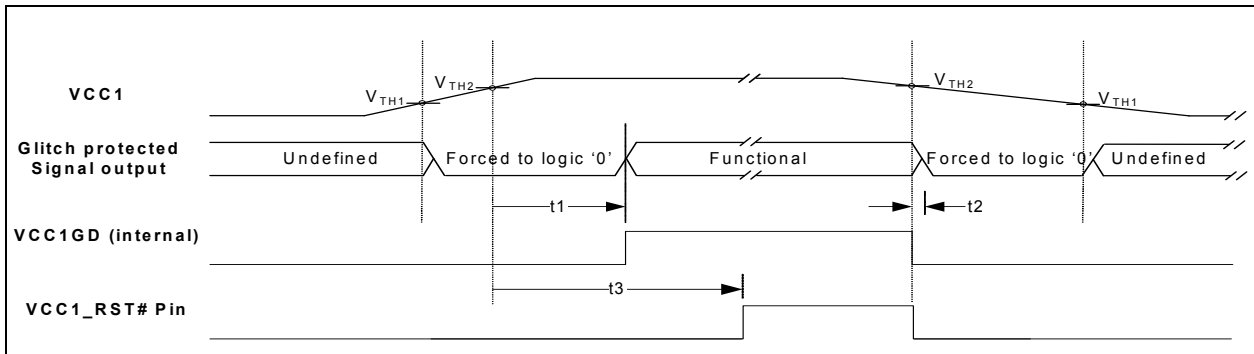 VCC1
VTH1
VTH2
VTH2
VTH1
Glitch protected
Signal output
Undefined
Forced to logic ‘0’
Functional
Forced to logic ‘0’
Undefined
t1
t2
VCC1GD (internal)
t3
VCC1_RST# Pin